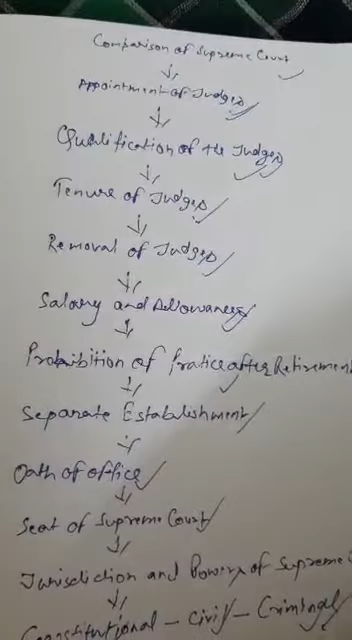 Comparison of Supreme Court
Appointment of Judges
Qualification of the Judges
Tenure of Judges
Removal of Judges
Salary and Allowances
Prohibition of Pratice after Retirement
Separate Establishment
Oath of office
Seat of Supreme Court
Jurisdiction and Powers of Supreme
Constitutional - Civil - Criminal